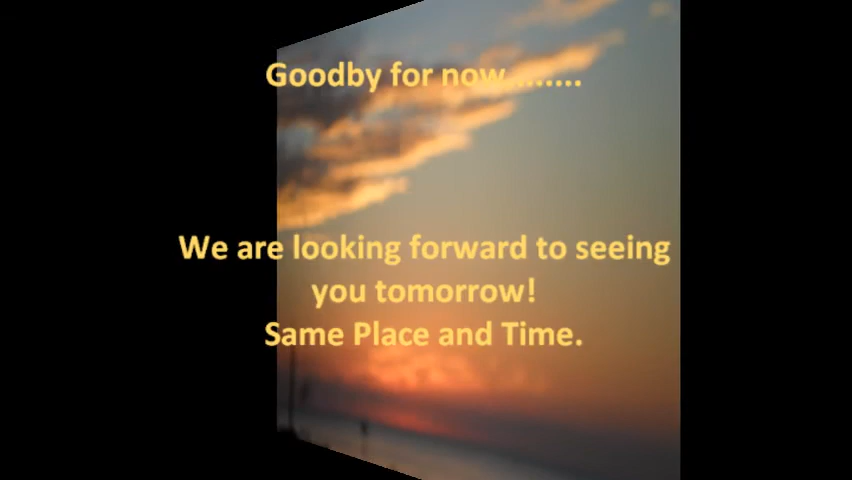 Goodby for now........
We are looking forward to seeing
you tomorrow!
Same Place and Time.